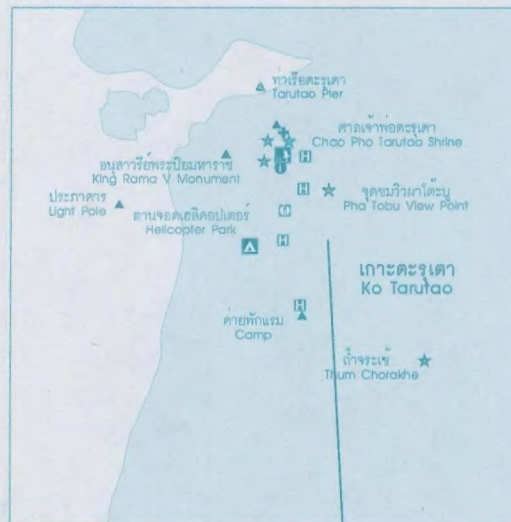 ท่าเรือตะรุเตา
Tarutao Pier
ศาลเจ้าพ่อตะรุเตา
Chao Pho Tarutao Shrine
อนุสาวรีย์พระปิยมหาราช
King Rama V Monument
ประภาคาร
Light Pole
จุดชมวิวผาโต๊ะบู
Pha Tobu View Point
ลานจอดเฮลิคอปเตอร์
Helicopter Park
เกาะตะรุเตา
Ko Tarutao
ค่ายพักแรม
Camp
ถ้ำจระเข้
Thum Chorakhe